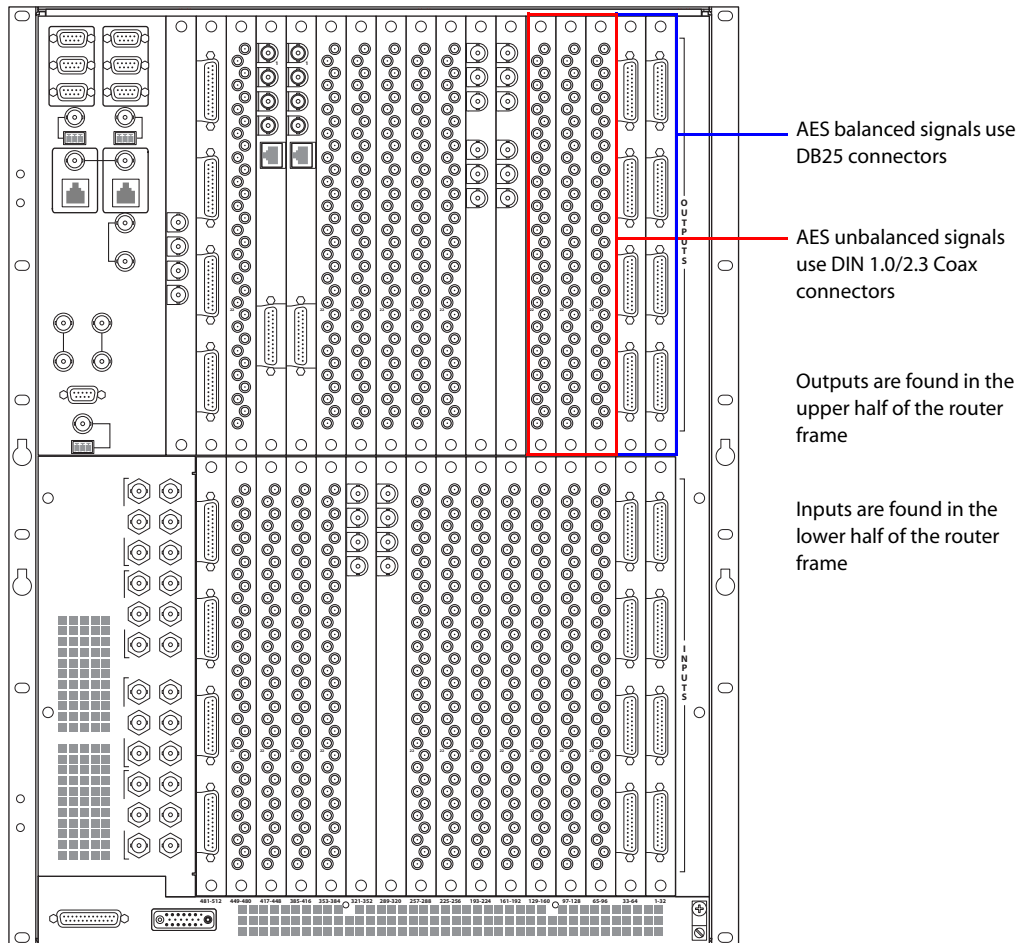 AES balanced signals use
DB25 connectors
OUTPUTS
AES unbalanced signals
use DIN 1.0/2.3 Coax
connectors
Outputs are found in the
upper half of the router
frame
Inputs are found in the
lower half of the router
frame
INPUTS
481-512 449-480 417-448 385-416 353-384 321-352 289-320 257-288 225-256 193-224 161-192 129-160 97-128 65-96 33-64 1-32